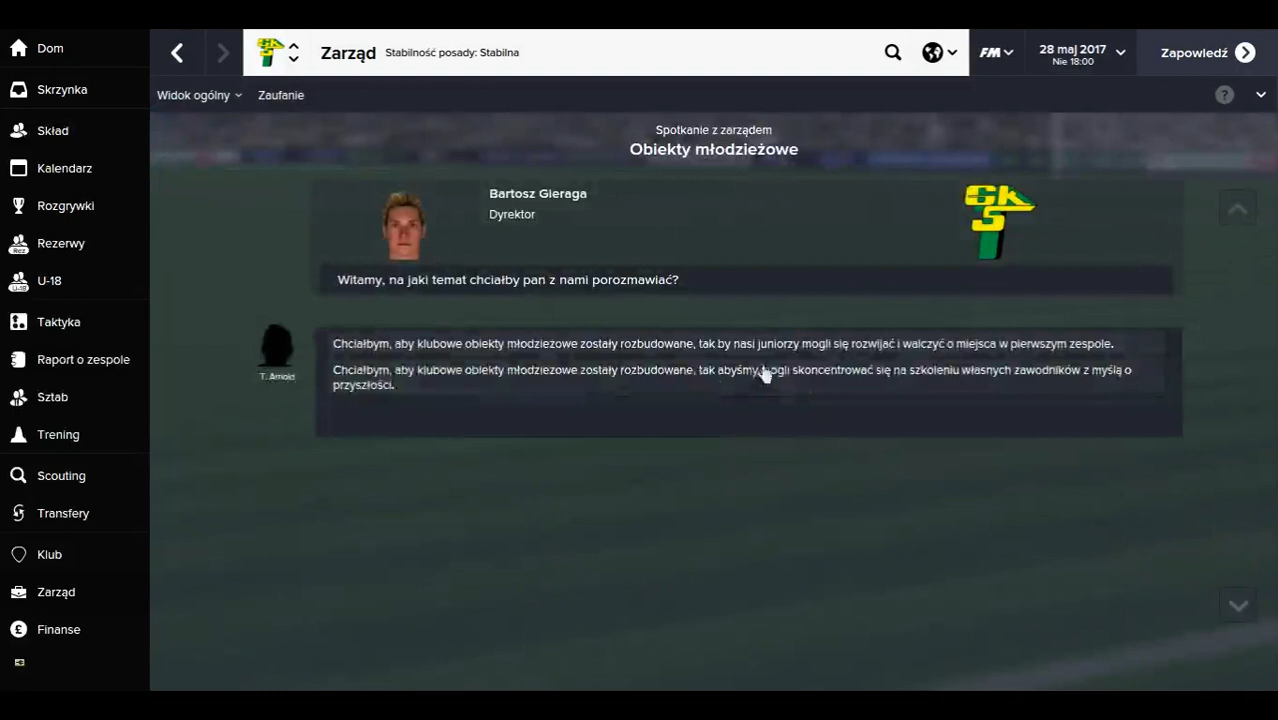 Dom
Skrzynka
Skład
Kalendarz
Rozgrywki
Rezerwy
Rez
U-18
U-18
Taktyka
Raport o zespole
Sztab
Trening
Scouting
Transfery
Klub
Zarząd
Finanse
GKS
Zarząd
Stabilność posady: Stabilna
FM
28 maj 2017
Nie 18:00
Zapowiedź
Widok ogólny
Zaufanie
?
Spotkanie z zarządem
Obiekty młodzieżowe
Bartosz Gieraga
Dyrektor
GKS
Witamy, na jaki temat chciałby pan z nami porozmawiać?
T. Arnold
Chciałbym, aby klubowe obiekty młodzieżowe zostały rozbudowane, tak by nasi juniorzy mogli się rozwijać i walczyć o miejsca w pierwszym zespole.
Chciałbym, aby klubowe obiekty młodzieżowe zostały rozbudowane, tak abyśmy mogli skoncentrować się na szkoleniu własnych zawodników z myślą o
przyszłości.